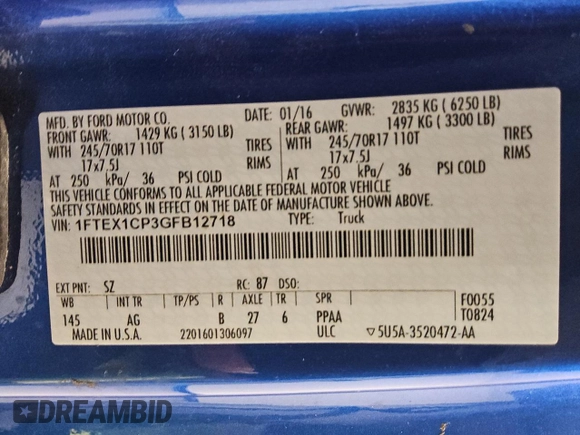 MFD. BY FORD MOTOR CO.
DATE: 01/16 GVWR: 2835 KG ( 6250 LB)
FRONT GAWR: 1429 KG ( 3150 LB) REAR GAWR: 1497 KG ( 3300 LB)
WITH 245/70R17 110T TIRES WITH 245/70R17 110T TIRES
17x7.5J RIMS 17x7.5J RIMS
AT 250 kPa/ 36 PSI COLD AT 250 kPa/ 36 PSI COLD
THIS VEHICLE CONFORMS TO ALL APPLICABLE FEDERAL MOTOR VEHICLE
SAFETY STANDARDS IN EFFECT ON THE DATE OF MANUFACTURE SHOWN ABOVE.
VIN: 1FTEX1CP3GFB12718 TYPE: Truck
EXT PNT: SZ RC: 87 DSO:
WB INT TR TP/PS R AXLE TR SPR F0055
145 AG B 27 6 PPAA T0824
MADE IN U.S.A. 2201601306097 ULC ▽5U5A-3520472-AA
DREAMBID